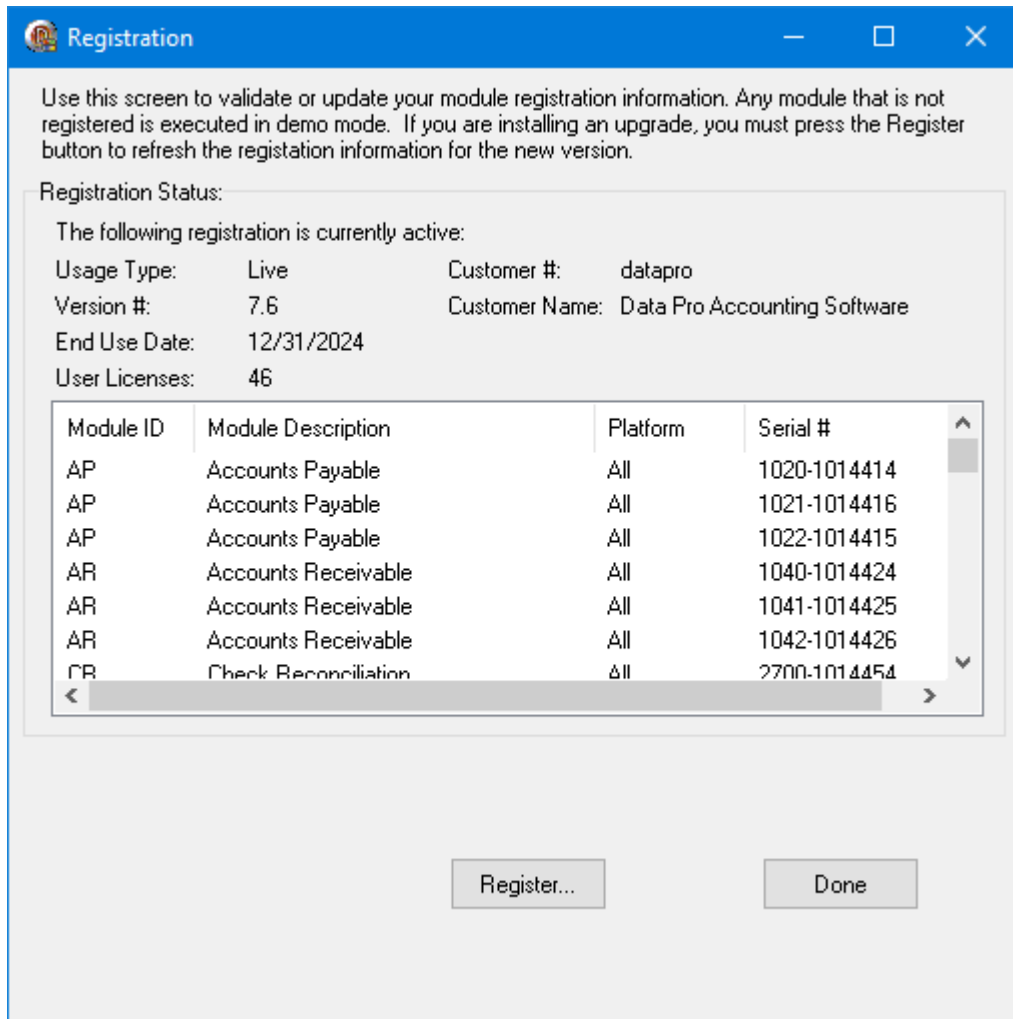 Registration
Use this screen to validate or update your module registration information. Any module that is not
registered is executed in demo mode.  If you are installing an upgrade, you must press the Register
button to refresh the registation information for the new version.
Registration Status:
The following registration is currently active:
Usage Type: Live Customer #: datapro
Version #: 7.6 Customer Name: Data Pro Accounting Software
End Use Date: 12/31/2024
User Licenses: 46
Module ID Module Description Platform Serial #
AP Accounts Payable All 1020-1014414
AP Accounts Payable All 1021-1014416
AP Accounts Payable All 1022-1014415
AR Accounts Receivable All 1040-1014424
AR Accounts Receivable All 1041-1014425
AR Accounts Receivable All 1042-1014426
CR Check Reconciliation All 2700-1014454
Register... Done